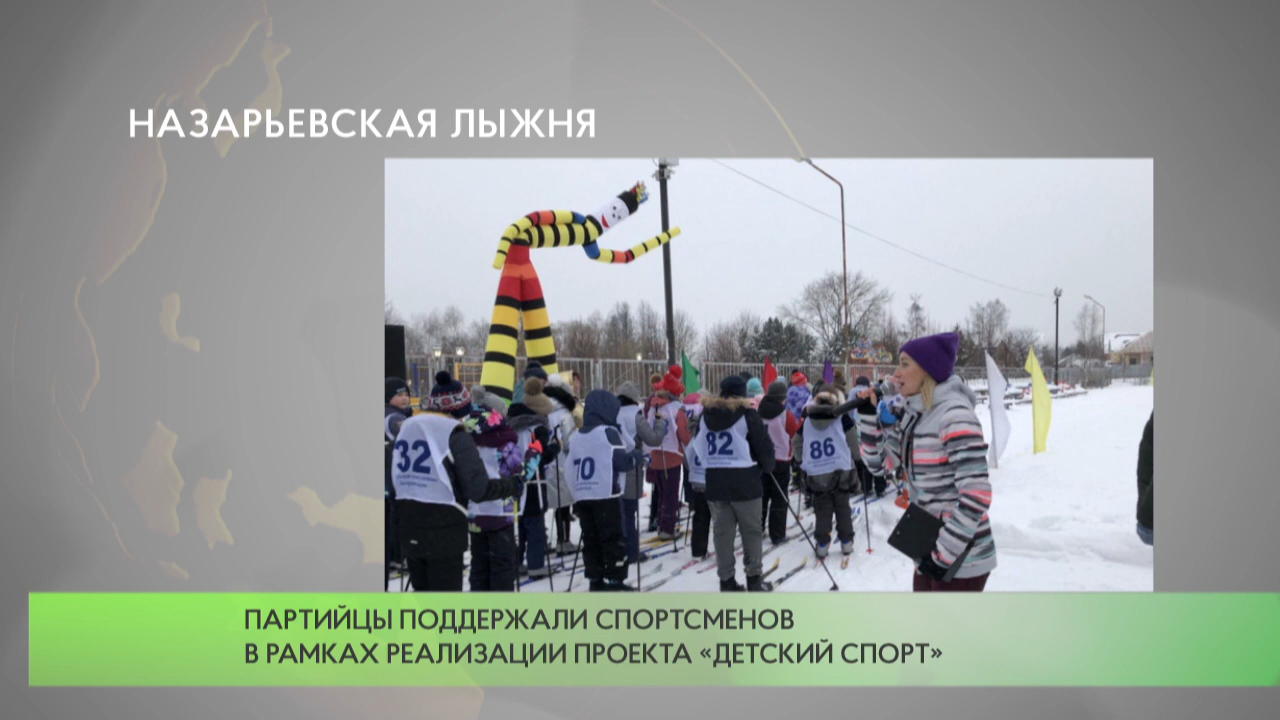 НАЗАРЬЕВСКАЯ ЛЫЖНЯ
32
70
82
86
ПАРТИЙЦЫ ПОДДЕРЖАЛИ СПОРТСМЕНОВ
В РАМКАХ РЕАЛИЗАЦИИ ПРОЕКТА «ДЕТСКИЙ СПОРТ»